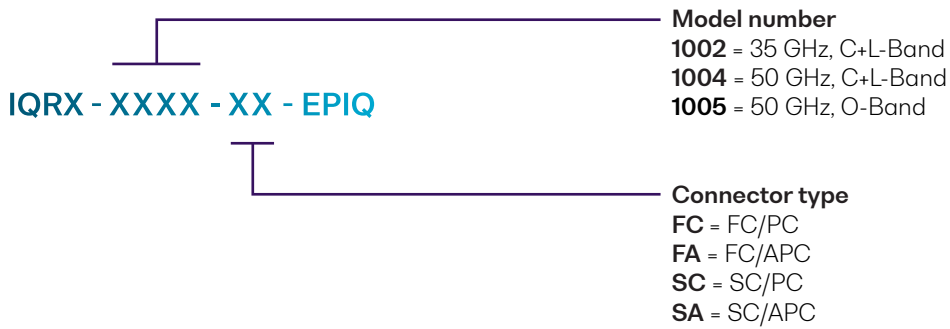 Model number
1002 = 35 GHz, C+L-Band
1004 = 50 GHz, C+L-Band
1005 = 50 GHz, O-Band
IQRX - XXXX - XX - EPIQ
Connector type
FC = FC/PC
FA = FC/APC
SC = SC/PC
SA = SC/APC